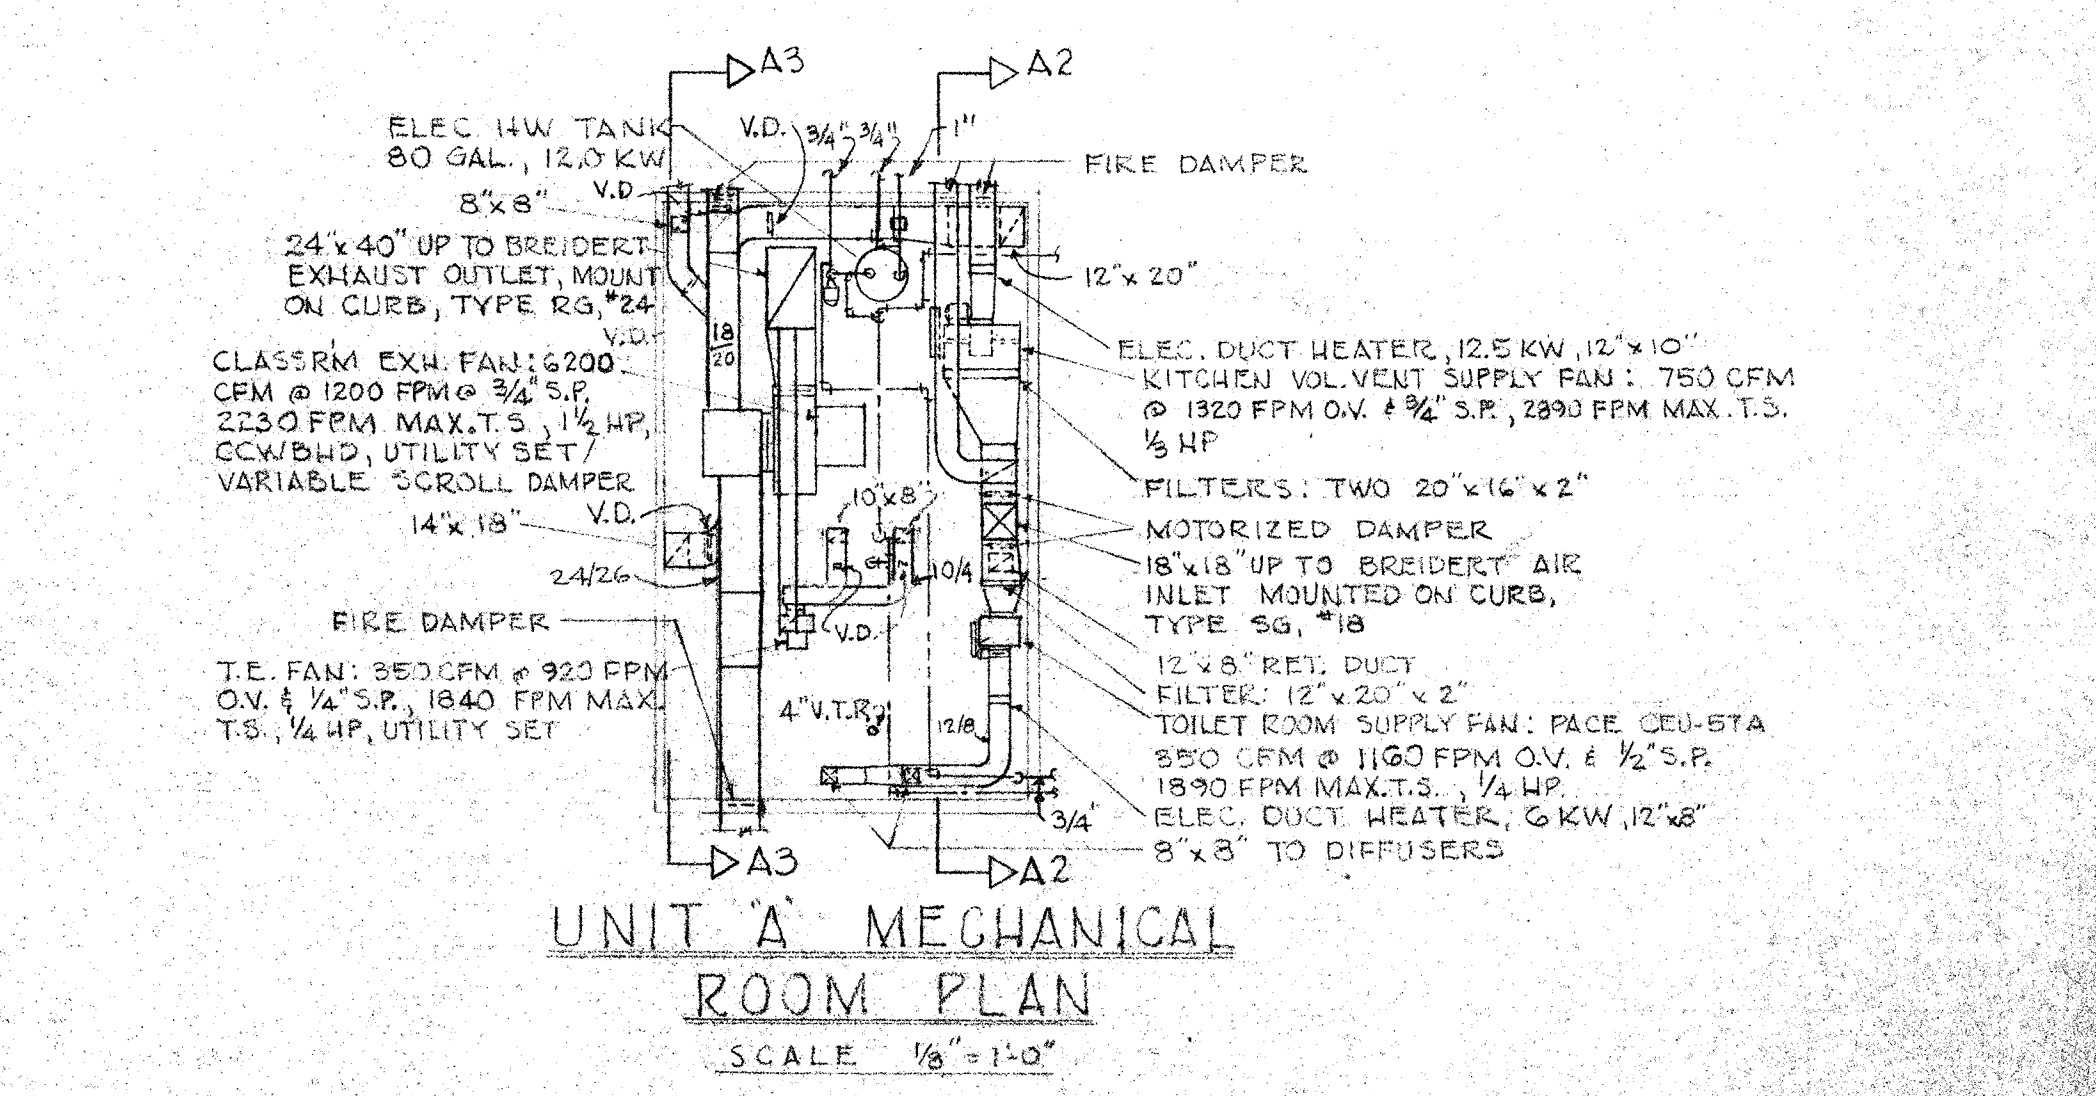 A3
A2
ELEC. HW TANK
80 GAL., 12.0 KW
V.D.
3/4"
3/4"
1"
FIRE DAMPER
V.D.
8"x8"
24"x40" UP TO BREIDERT
EXHAUST OUTLET, MOUNT
ON CURB, TYPE RG, #24
V.D.
12"x20"
18
20
CLASSRM EXH. FAN: 6200
CFM @ 1200 FPM @ 3/4" S.P.
2230 FPM MAX. T.S., 1 1/2 HP,
CCWBHD, UTILITY SET/
VARIABLE SCROLL DAMPER
ELEC. DUCT HEATER, 12.5 KW, 12"x10"
KITCHEN VOL. VENT SUPPLY FAN: 750 CFM
@ 1320 FPM O.V. & 3/4" S.P., 2890 FPM MAX. T.S.
1/3 HP
FILTERS: TWO 20"x16"x2"
14"x18"
V.D.
10"x8"
MOTORIZED DAMPER
24/26
10/4
18"x18" UP TO BREIDERT AIR
INLET MOUNTED ON CURB,
TYPE SG, #18
FIRE DAMPER
V.D.
12"x8" RET. DUCT
FILTER: 12"x20"x2"
T.E. FAN: 350 CFM @ 920 FPM
O.V. & 1/4" S.P., 1840 FPM MAX.
T.S., 1/4 HP, UTILITY SET
4" V.T.R.
12/8
TOILET ROOM SUPPLY FAN: PACE CEU-57A
350 CFM @ 1160 FPM O.V. & 1/2" S.P.
1890 FPM MAX. T.S., 1/4 HP.
3/4"
ELEC. DUCT HEATER, 6 KW, 12"x8"
8"x8" TO DIFFUSERS
A3
A2
UNIT "A" MECHANICAL
ROOM PLAN
SCALE 1/8" = 1'-0"